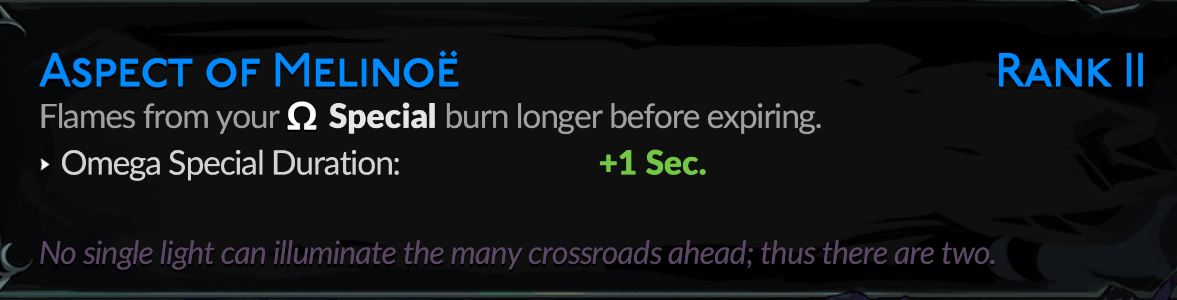 Aspect of Melinoë Rank II
Flames from your Ω Special burn longer before expiring.
▸ Omega Special Duration: +1 Sec.
No single light can illuminate the many crossroads ahead; thus there are two.